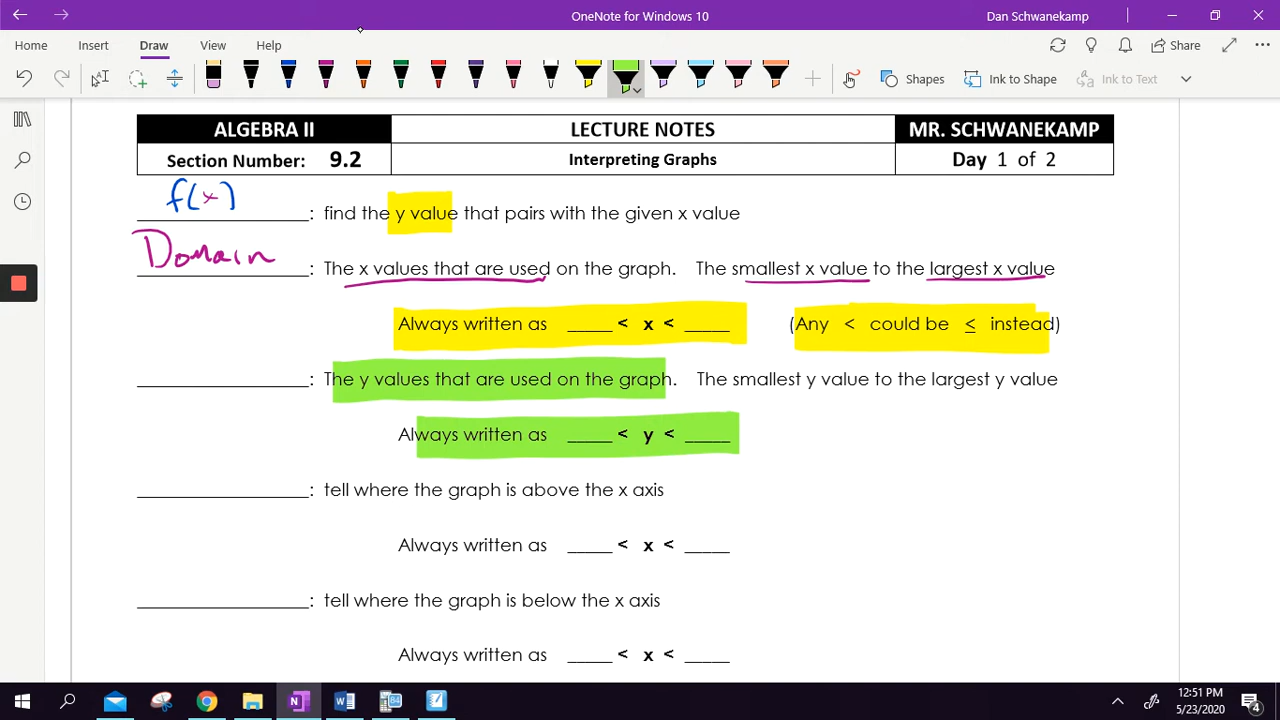 OneNote for Windows 10 Dan Schwanekamp
Home Insert Draw View Help Share
Shapes Ink to Shape Ink to Text
ALGEBRA II LECTURE NOTES MR. SCHWANEKAMP
Section Number: 9.2 Interpreting Graphs Day 1 of 2
f(x) : find the y value that pairs with the given x value
Domain : The x values that are used on the graph. The smallest x value to the largest x value
Always written as _____ < x < _____ (Any < could be ≤ instead)
__________________: The y values that are used on the graph. The smallest y value to the largest y value
Always written as _____ < y < _____
__________________: tell where the graph is above the x axis
Always written as _____ < x < _____
__________________: tell where the graph is below the x axis
Always written as _____ < x < _____
12:51 PM
5/23/2020 4